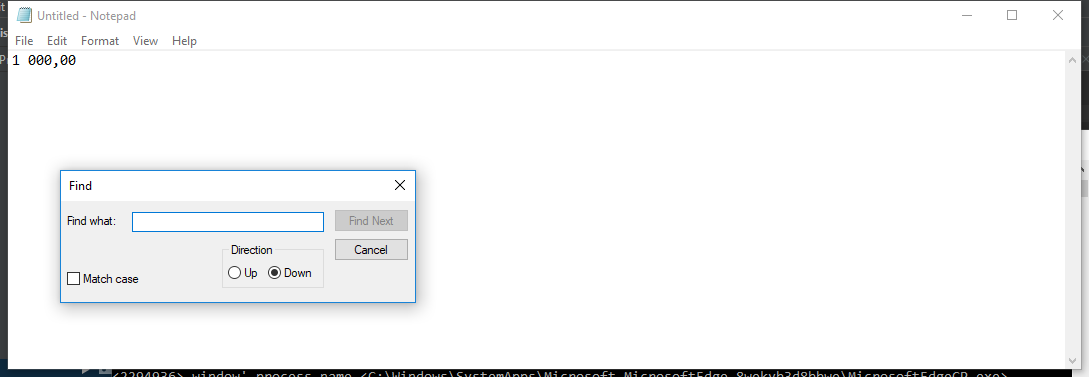 Untitled - Notepad
File Edit Format View Help
1 000,00
Find
Find what: Find Next
Direction Cancel
Up Down
Match case
<2294936> window' process name <C:\Windows\SystemApps\Microsoft.MicrosoftEdge_8wekyb3d8bbwe\MicrosoftEdgeCP.exe>